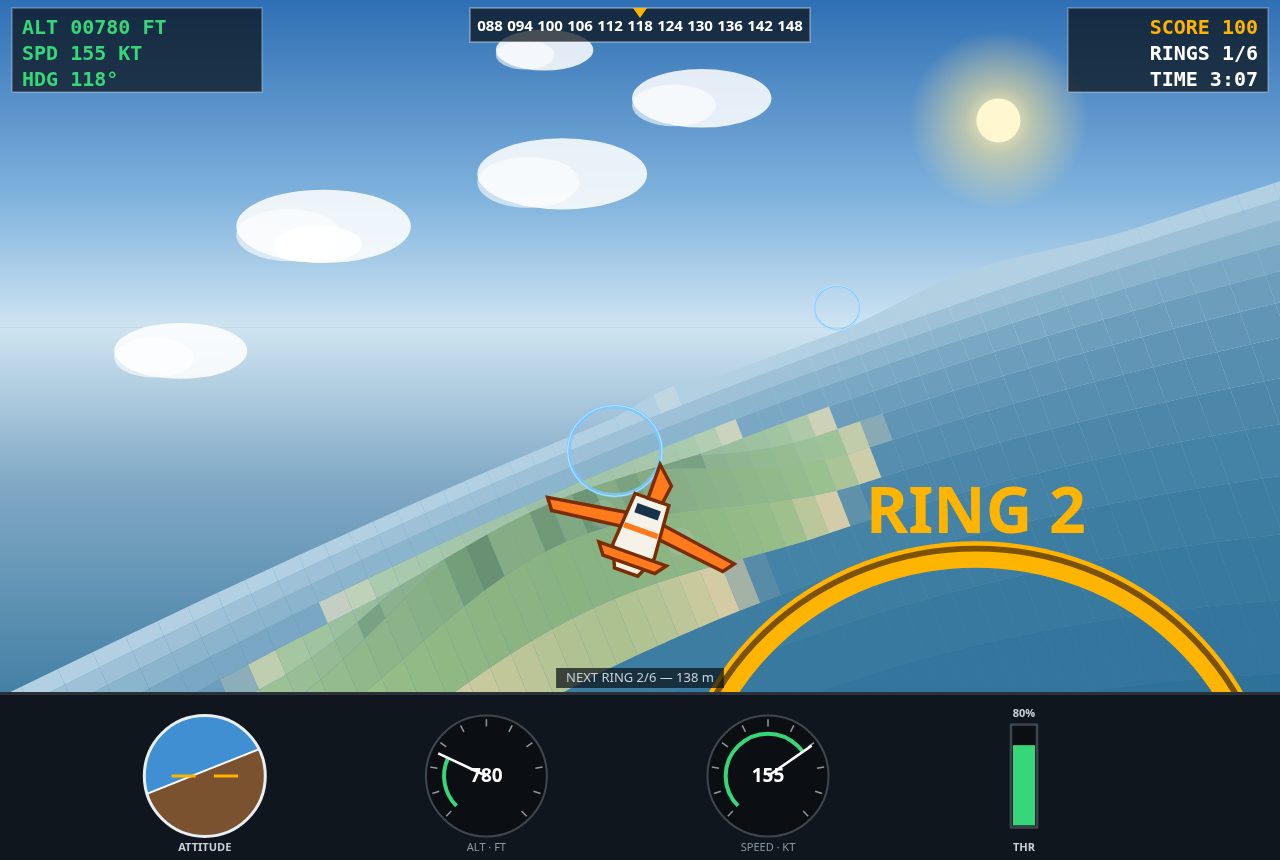 ALT 00780 FT
SPD 155 KT
HDG 118°
088 094 100 106 112 118 124 130 136 142 148
SCORE 100
RINGS 1/6
TIME 3:07
RING 2
NEXT RING 2/6 — 138 m
780
155
80%
ATTITUDE
ALT · FT
SPEED · KT
THR